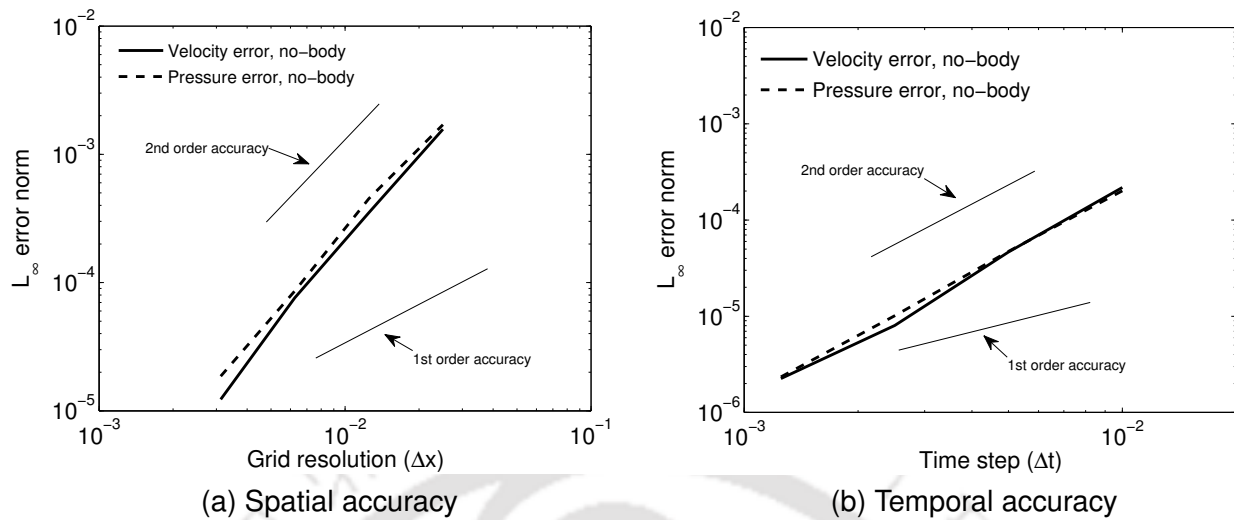 10^-2
Velocity error, no-body
Pressure error, no-body
2nd order accuracy
10^-3
L∞ error norm
10^-4
1st order accuracy
10^-5
10^-3
10^-2
10^-1
Grid resolution (Δx)
(a) Spatial accuracy
10^-2
Velocity error, no-body
Pressure error, no-body
10^-3
2nd order accuracy
L∞ error norm
10^-4
10^-5
1st order accuracy
10^-6
10^-3
10^-2
Time step (Δt)
(b) Temporal accuracy